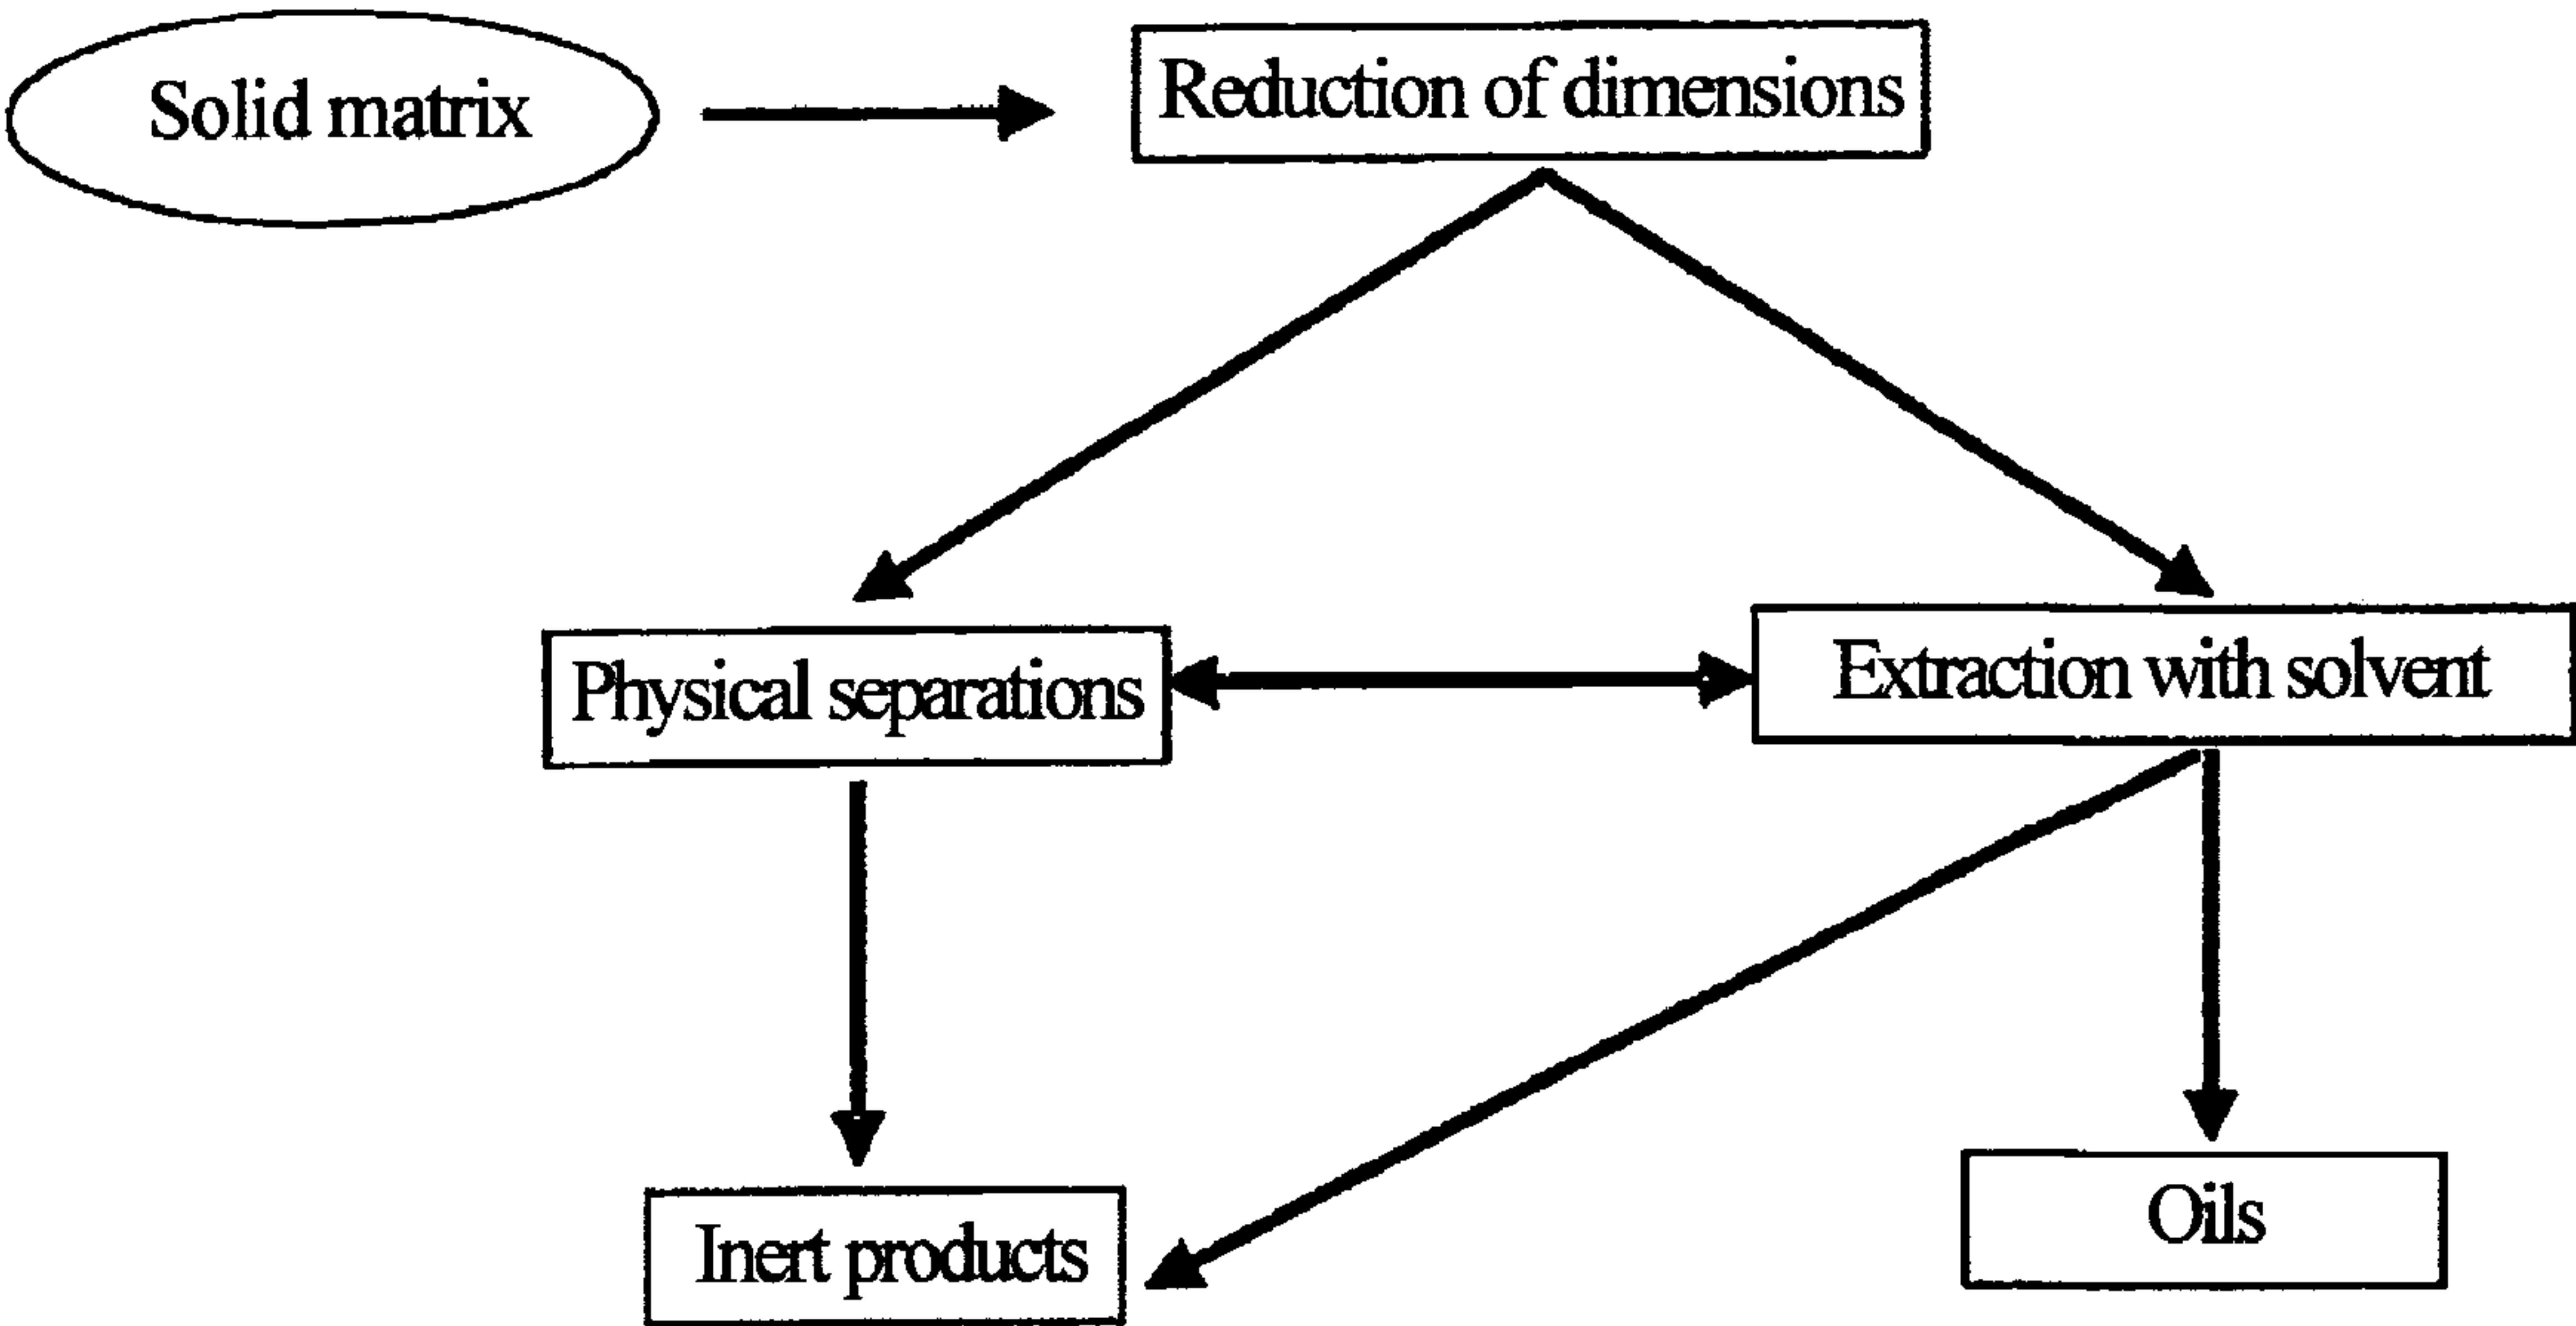 Solid matrix
Reduction of dimensions
Physical separations
Extraction with solvent
Inert products
Oils